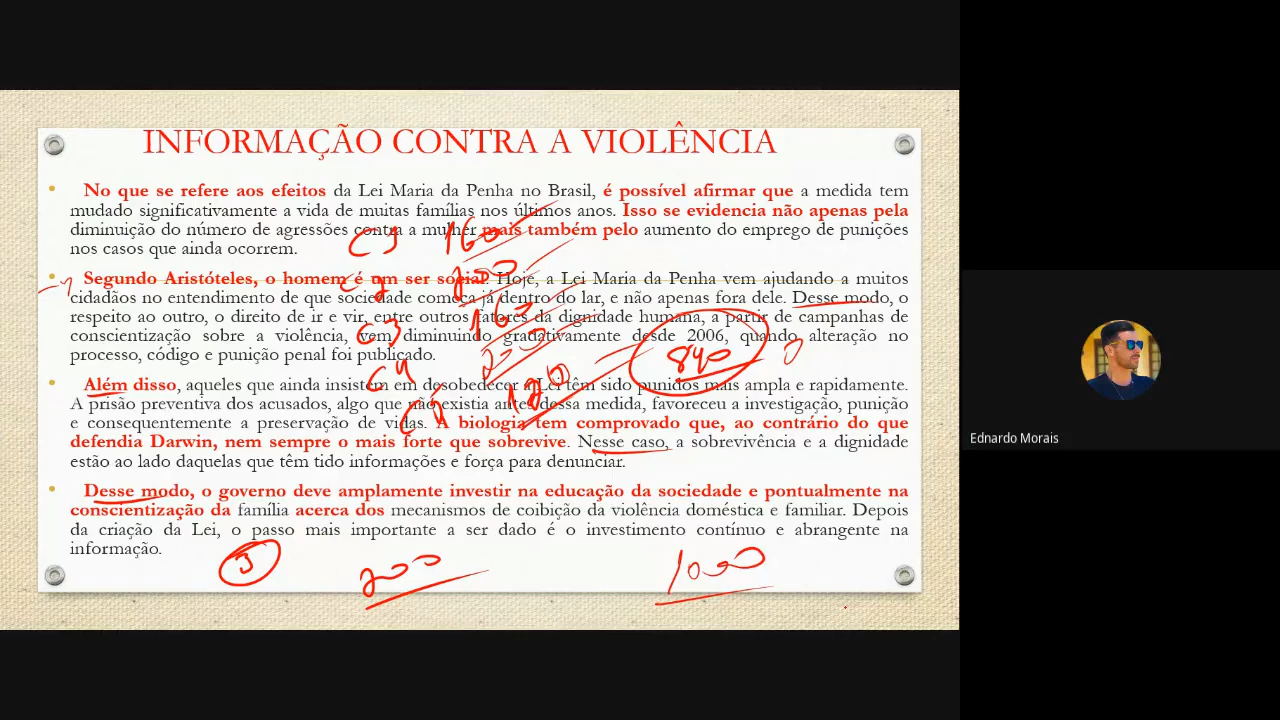 INFORMAÇÃO CONTRA A VIOLÊNCIA
No que se refere aos efeitos da Lei Maria da Penha no Brasil, é possível afirmar que a medida tem
mudado significativamente a vida de muitas famílias nos últimos anos. Isso se evidencia não apenas pela
diminuição do número de agressões contra a mulher mais também pelo aumento do emprego de punições
nos casos que ainda ocorrem.
C1 160
Segundo Aristóteles, o homem é um ser social. Hoje, a Lei Maria da Penha vem ajudando a muitos
cidadãos no entendimento de que sociedade começa já dentro do lar, e não apenas fora dele. Desse modo, o
respeito ao outro, o direito de ir e vir, entre outros fatores da dignidade humana, a partir de campanhas de
conscientização sobre a violência, vem diminuindo gradativamente desde 2006, quando alteração no
processo, código e punição penal foi publicado.
C2 200
C3 160
C4 200
C5 120
840
Além disso, aqueles que ainda insistem em desobedecer a Lei têm sido punidos mais ampla e rapidamente.
A prisão preventiva dos acusados, algo que não existia antes dessa medida, favoreceu a investigação, punição
e consequentemente a preservação de vidas. A biologia tem comprovado que, ao contrário do que
defendia Darwin, nem sempre o mais forte que sobrevive. Nesse caso, a sobrevivência e a dignidade
estão ao lado daquelas que têm tido informações e força para denunciar.
Desse modo, o governo deve amplamente investir na educação da sociedade e pontualmente na
conscientização da família acerca dos mecanismos de coibição da violência doméstica e familiar. Depois
da criação da Lei, o passo mais importante a ser dado é o investimento contínuo e abrangente na
informação.
200
1000
Ednardo Morais